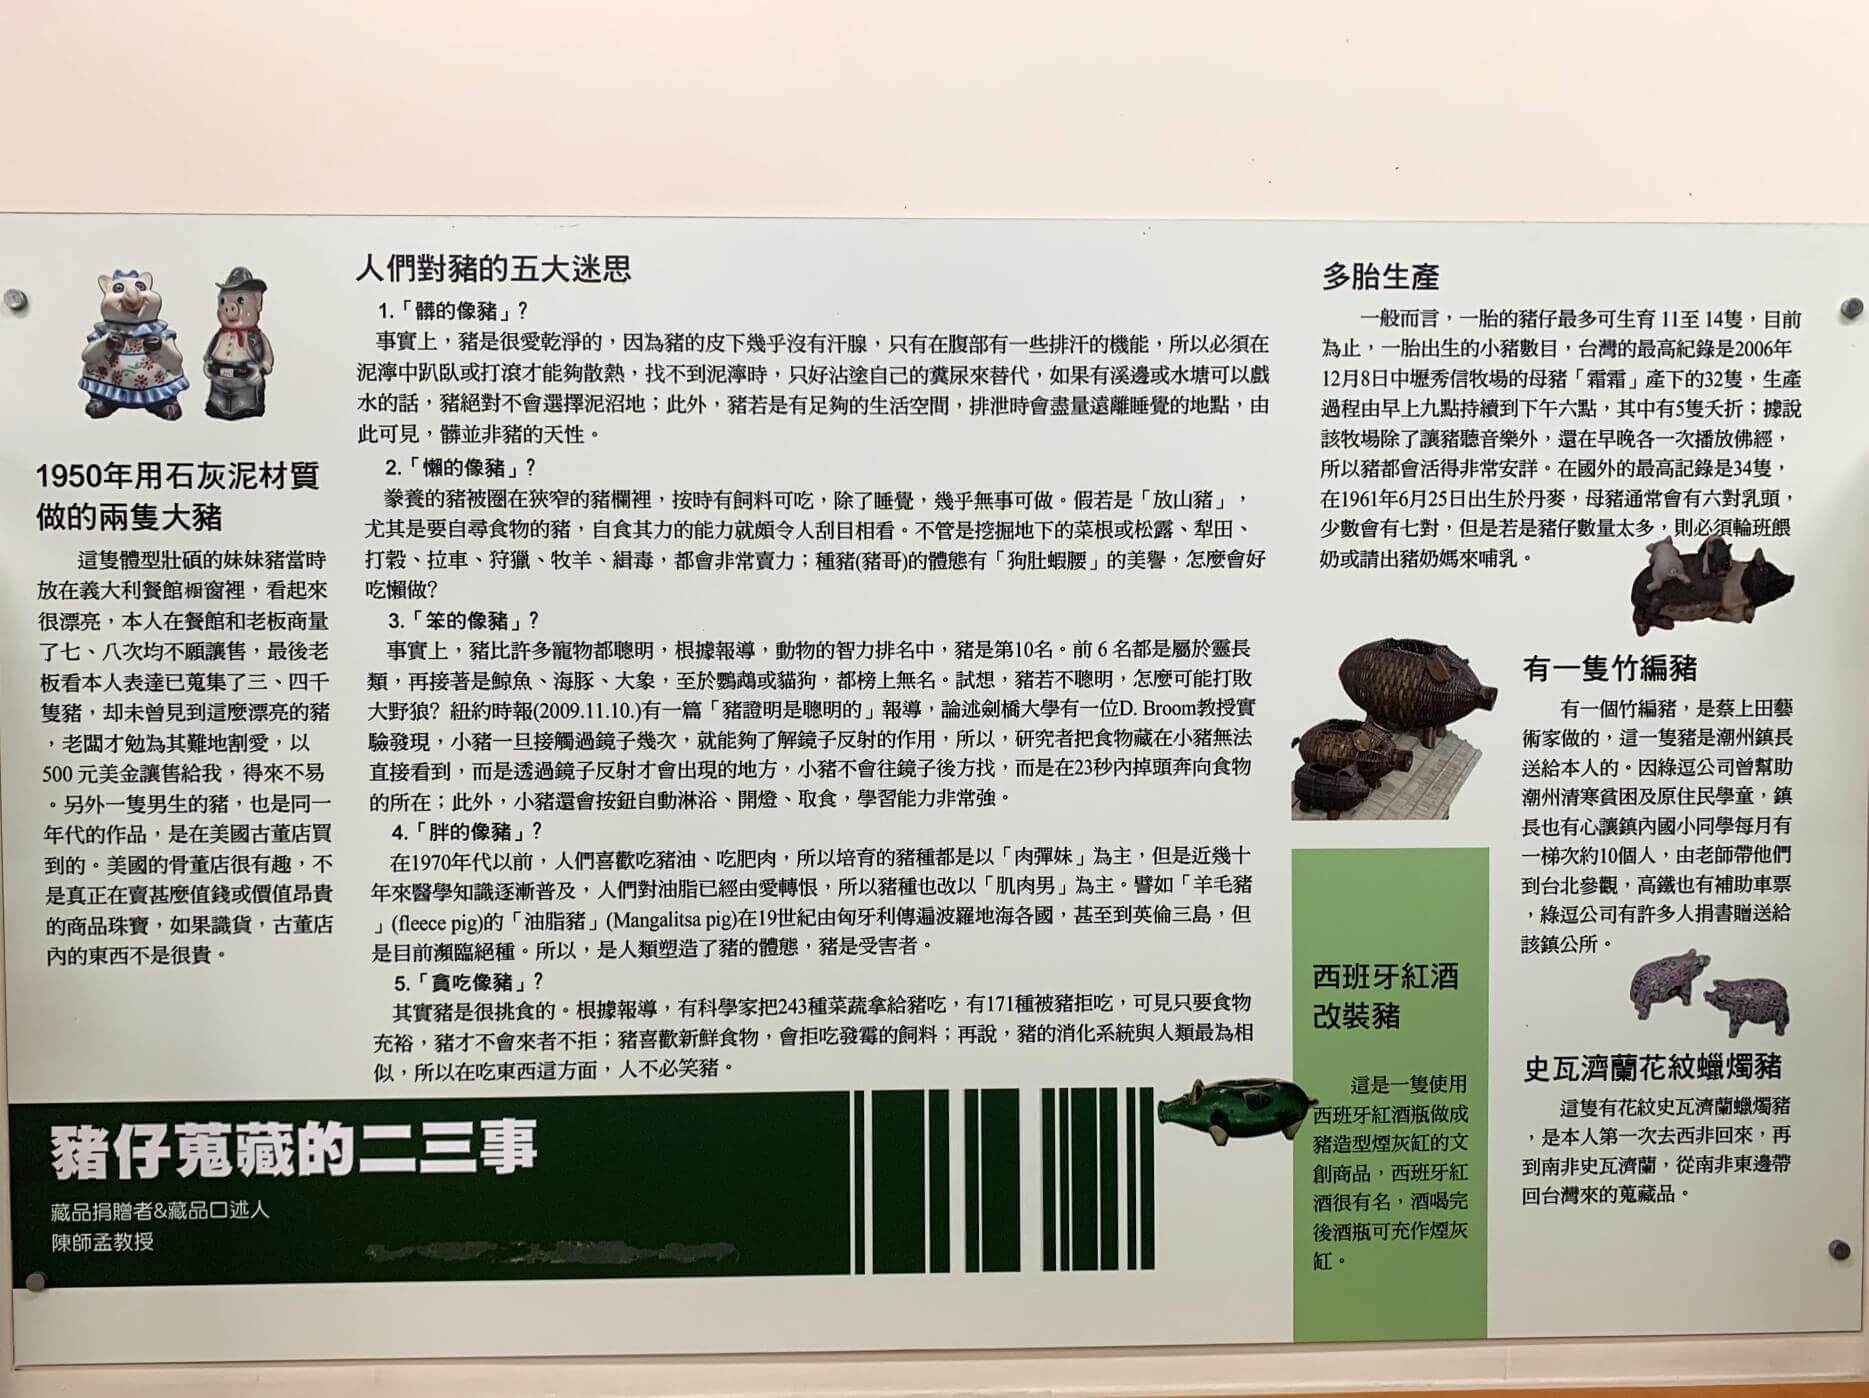 1950年用石灰泥材質
做的兩隻大豬
這隻體型壯碩的妹妹豬當時
放在義大利餐館櫥窗裡，看起來
很漂亮，本人在餐館和老板商量
了七、八次均不願讓售，最後老
板看本人表達已蒐集了三、四千
隻豬，卻未曾見到這麼漂亮的豬
，老闆才勉為其難地割愛，以
500 元美金讓售給我，得來不易
。另外一隻男生的豬，也是同一
年代的作品，是在美國古董店買
到的。美國的骨董店很有趣，不
是真正在賣甚麼值錢或價值昂貴
的商品珠寶，如果識貨，古董店
內的東西不是很貴。
人們對豬的五大迷思
1.「髒的像豬」?
事實上，豬是很愛乾淨的，因為豬的皮下幾乎沒有汗腺，只有在腹部有一些排汗的機能，所以必須在
泥濘中趴臥或打滾才能夠散熱，找不到泥濘時，只好沾塗自己的糞尿來替代，如果有溪邊或水塘可以戲
水的話，豬絕對不會選擇泥沼地；此外，豬若是有足夠的生活空間，排泄時會盡量遠離睡覺的地點，由
此可見，髒並非豬的天性。
2.「懶的像豬」?
豢養的豬被圈在狹窄的豬欄裡，按時有飼料可吃，除了睡覺，幾乎無事可做。假若是「放山豬」，
尤其是要自尋食物的豬，自食其力的能力就頗令人刮目相看。不管是挖掘地下的菜根或松露、犁田、
打穀、拉車、狩獵、牧羊、緝毒，都會非常賣力；種豬(豬哥)的體態有「狗肚蝦腰」的美譽，怎麼會好
吃懶做?
3.「笨的像豬」?
事實上，豬比許多寵物都聰明，根據報導，動物的智力排名中，豬是第10名。前 6 名都是屬於靈長
類，再接著是鯨魚、海豚、大象，至於鸚鵡或貓狗，都榜上無名。試想，豬若不聰明，怎麼可能打敗
大野狼? 紐約時報(2009.11.10.)有一篇「豬證明是聰明的」報導，論述劍橋大學有一位D. Broom教授實
驗發現，小豬一旦接觸過鏡子幾次，就能夠了解鏡子反射的作用，所以，研究者把食物藏在小豬無法
直接看到，而是透過鏡子反射才會出現的地方，小豬不會往鏡子後方找，而是在23秒內掉頭奔向食物
的所在；此外，小豬還會按鈕自動淋浴、開燈、取食，學習能力非常強。
4.「胖的像豬」?
在1970年代以前，人們喜歡吃豬油、吃肥肉，所以培育的豬種都是以「肉彈妹」為主，但是近幾十
年來醫學知識逐漸普及，人們對油脂已經由愛轉恨，所以豬種也改以「肌肉男」為主。譬如「羊毛豬
」(fleece pig)的「油脂豬」(Mangalitsa pig)在19世紀由匈牙利傳遍波羅地海各國，甚至到英倫三島，但
是目前瀕臨絕種。所以，是人類塑造了豬的體態，豬是受害者。
5.「貪吃像豬」?
其實豬是很挑食的。根據報導，有科學家把243種菜蔬拿給豬吃，有171種被豬拒吃，可見只要食物
充裕，豬才不會來者不拒；豬喜歡新鮮食物，會拒吃發霉的飼料；再說，豬的消化系統與人類最為相
似，所以在吃東西這方面，人不必笑豬。
多胎生產
一般而言，一胎的豬仔最多可生育 11至 14隻，目前
為止，一胎出生的小豬數目，台灣的最高紀錄是2006年
12月8日中壢秀信牧場的母豬「霜霜」產下的32隻，生產
過程由早上九點持續到下午六點，其中有5隻夭折；據說
該牧場除了讓豬聽音樂外，還在早晚各一次播放佛經，
所以豬都會活得非常安詳。在國外的最高記錄是34隻，
在1961年6月25日出生於丹麥，母豬通常會有六對乳頭，
少數會有七對，但是若是豬仔數量太多，則必須輪班餵
奶或請出豬奶媽來哺乳。
有一隻竹編豬
有一個竹編豬，是蔡上田藝
術家做的，這一隻豬是潮州鎮長
送給本人的。因綠逗公司曾幫助
潮州清寒貧困及原住民學童，鎮
長也有心讓鎮內國小同學每月有
一梯次約10個人，由老師帶他們
到台北參觀，高鐵也有補助車票
，綠逗公司有許多人捐書贈送給
該鎮公所。
西班牙紅酒
改裝豬
這是一隻使用
西班牙紅酒瓶做成
豬造型煙灰缸的文
創商品，西班牙紅
酒很有名，酒喝完
後酒瓶可充作煙灰
缸。
史瓦濟蘭花紋蠟燭豬
這隻有花紋史瓦濟蘭蠟燭豬
，是本人第一次去西非回來，再
到南非史瓦濟蘭，從南非東邊帶
回台灣來的蒐藏品。
豬仔蒐藏的二三事
藏品捐贈者&藏品口述人
陳師孟教授